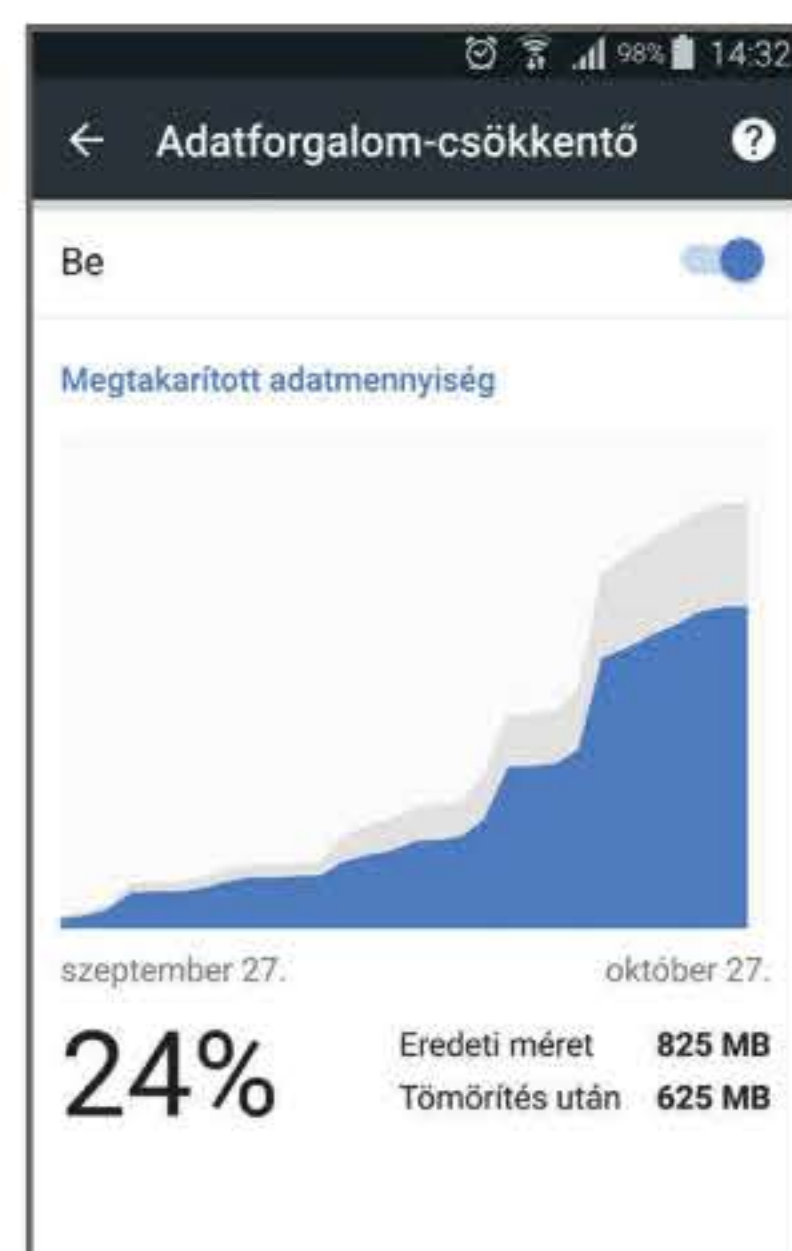 98% 14:32
Adatforgalom-csökkentő ?
Be
Megtakarított adatmennyiség
szeptember 27. október 27.
24%
Eredeti méret 825 MB
Tömörítés után 625 MB